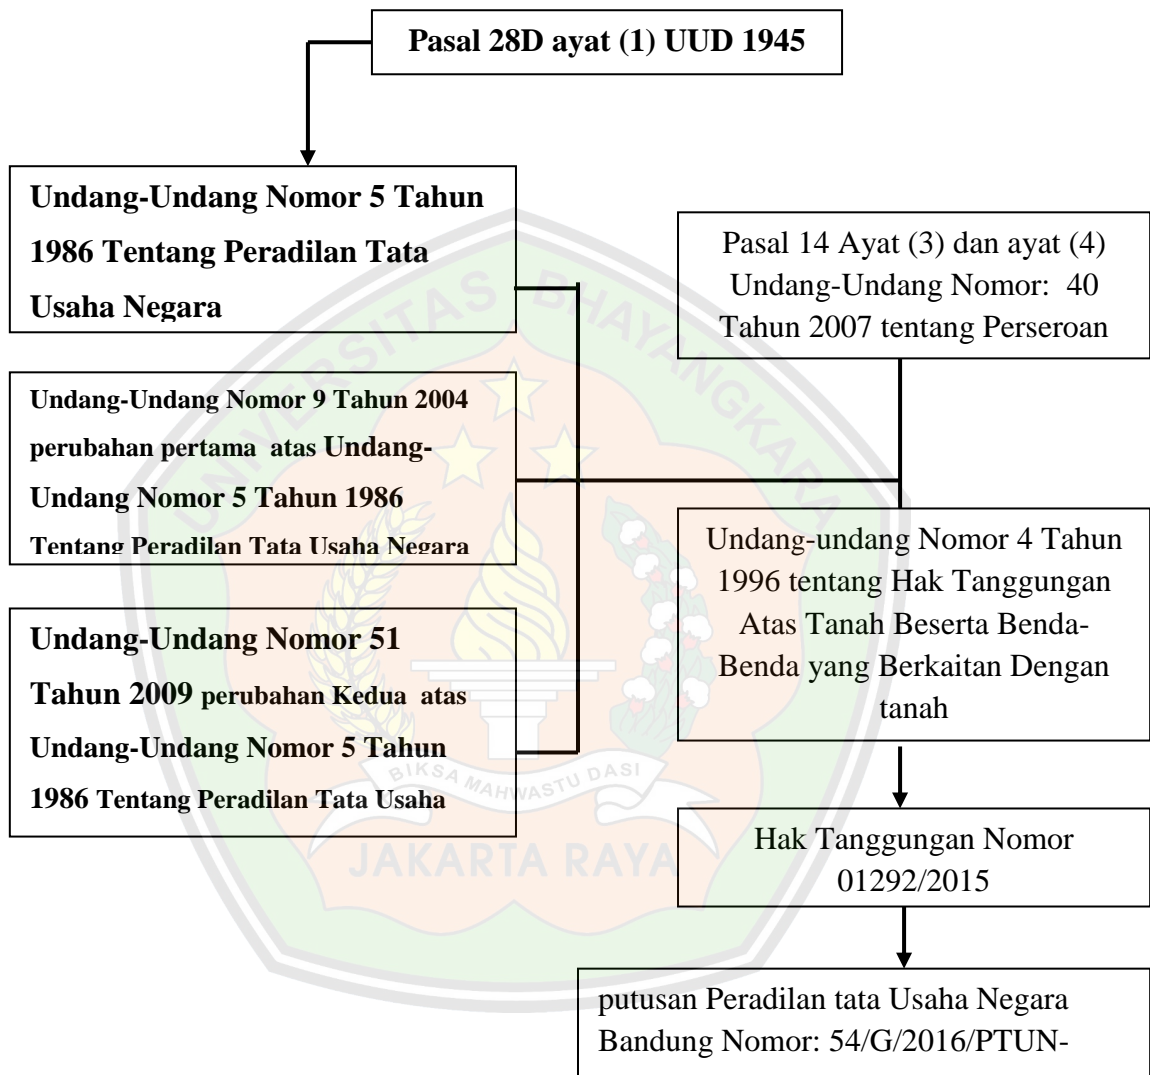 Pasal 28D ayat (1) UUD 1945
Undang-Undang Nomor 5 Tahun
1986 Tentang Peradilan Tata
Usaha Negara
Undang-Undang Nomor 9 Tahun 2004
perubahan pertama atas Undang-
Undang Nomor 5 Tahun 1986
Tentang Peradilan Tata Usaha Negara
Undang-Undang Nomor 51
Tahun 2009 perubahan Kedua atas
Undang-Undang Nomor 5 Tahun
1986 Tentang Peradilan Tata Usaha
Pasal 14 Ayat (3) dan ayat (4)
Undang-Undang Nomor: 40
Tahun 2007 tentang Perseroan
Undang-undang Nomor 4 Tahun
1996 tentang Hak Tanggungan
Atas Tanah Beserta Benda-
Benda yang Berkaitan Dengan
tanah
Hak Tanggungan Nomor
01292/2015
putusan Peradilan tata Usaha Negara
Bandung Nomor: 54/G/2016/PTUN-
UNIVERSITAS BHAYANGKARA
BIKSA MAHWASTU DASI
JAKARTA RAYA